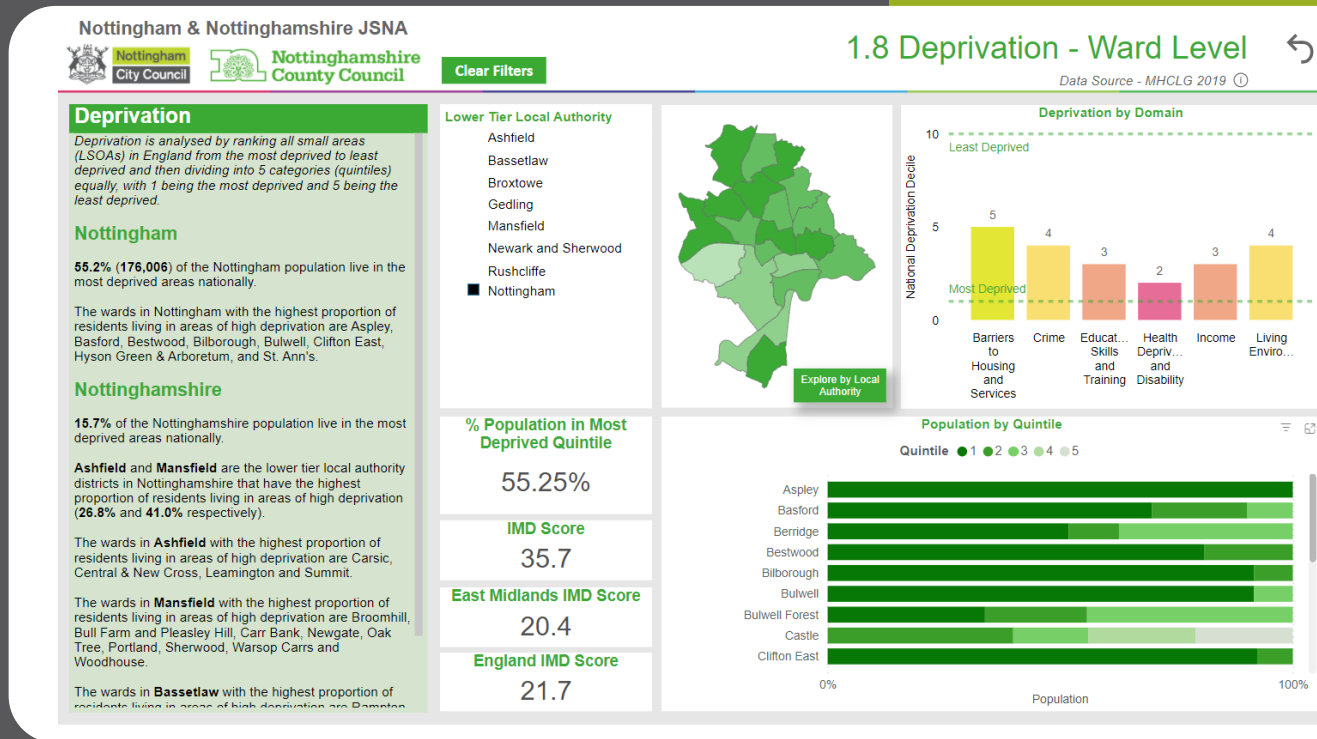 Nottingham & Nottinghamshire JSNA
Nottingham
City Council
Nottinghamshire
County Council
Clear Filters
1.8 Deprivation - Ward Level
Data Source - MHCLG 2019
Deprivation
Deprivation is analysed by ranking all small areas
(LSOAs) in England from the most deprived to least
deprived and then dividing into 5 categories (quintiles)
equally, with 1 being the most deprived and 5 being the
least deprived.
Nottingham
55.2% (176,006) of the Nottingham population live in the
most deprived areas nationally.
The wards in Nottingham with the highest proportion of
residents living in areas of high deprivation are Aspley,
Basford, Bestwood, Bilborough, Bulwell, Clifton East,
Hyson Green & Arboretum, and St. Ann's.
Nottinghamshire
15.7% of the Nottinghamshire population live in the most
deprived areas nationally.
Ashfield and Mansfield are the lower tier local authority
districts in Nottinghamshire that have the highest
proportion of residents living in areas of high deprivation
(26.8% and 41.0% respectively).
The wards in Ashfield with the highest proportion of
residents living in areas of high deprivation are Carsic,
Central & New Cross, Leamington and Summit.
The wards in Mansfield with the highest proportion of
residents living in areas of high deprivation are Broomhill,
Bull Farm and Pleasley Hill, Carr Bank, Newgate, Oak
Tree, Portland, Sherwood, Warsop Carrs and
Woodhouse.
The wards in Bassetlaw with the highest proportion of
residents living in areas of high deprivation are Rampton
Lower Tier Local Authority
Ashfield
Bassetlaw
Broxtowe
Gedling
Mansfield
Newark and Sherwood
Rushcliffe
Nottingham
Explore by Local
Authority
Deprivation by Domain
National Deprivation Decile
10
5
0
Least Deprived
Most Deprived
5
4
3
2
3
4
Barriers
to
Housing
and
Services
Crime
Educat...
Skills
and
Training
Health
Depriv...
and
Disability
Income
Living
Enviro...
% Population in Most
Deprived Quintile
55.25%
IMD Score
35.7
East Midlands IMD Score
20.4
England IMD Score
21.7
Population by Quintile
Quintile 1 2 3 4 5
Aspley
Basford
Berridge
Bestwood
Bilborough
Bulwell
Bulwell Forest
Castle
Clifton East
0%
100%
Population